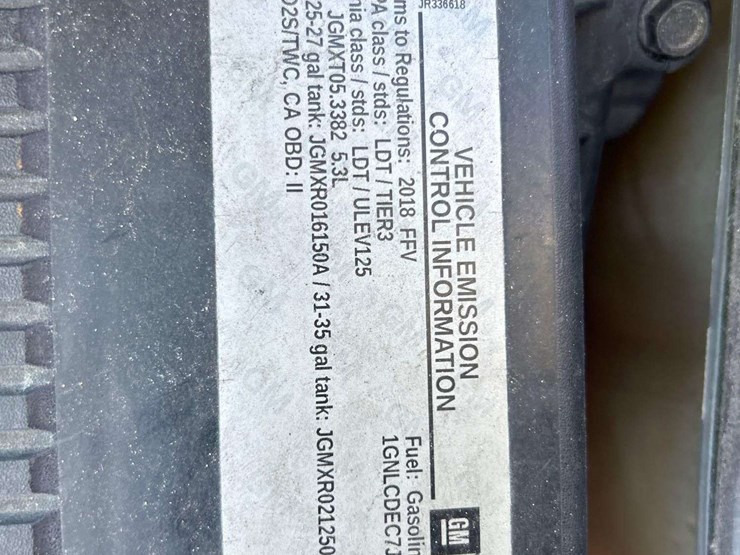 JR336618
VEHICLE EMISSION
CONTROL INFORMATION
GM
ms to Regulations: 2018 FFV
Fuel: Gasolin
PA class / stds: LDT / TIER3
1GNLCDEC7J
nia class / stds: LDT / ULEV125
JGMXT05.3382 5.3L
25-27 gal tank: JGMXR016150A / 31-35 gal tank: JGMXR021250
O2S/TWC, CA OBD: II